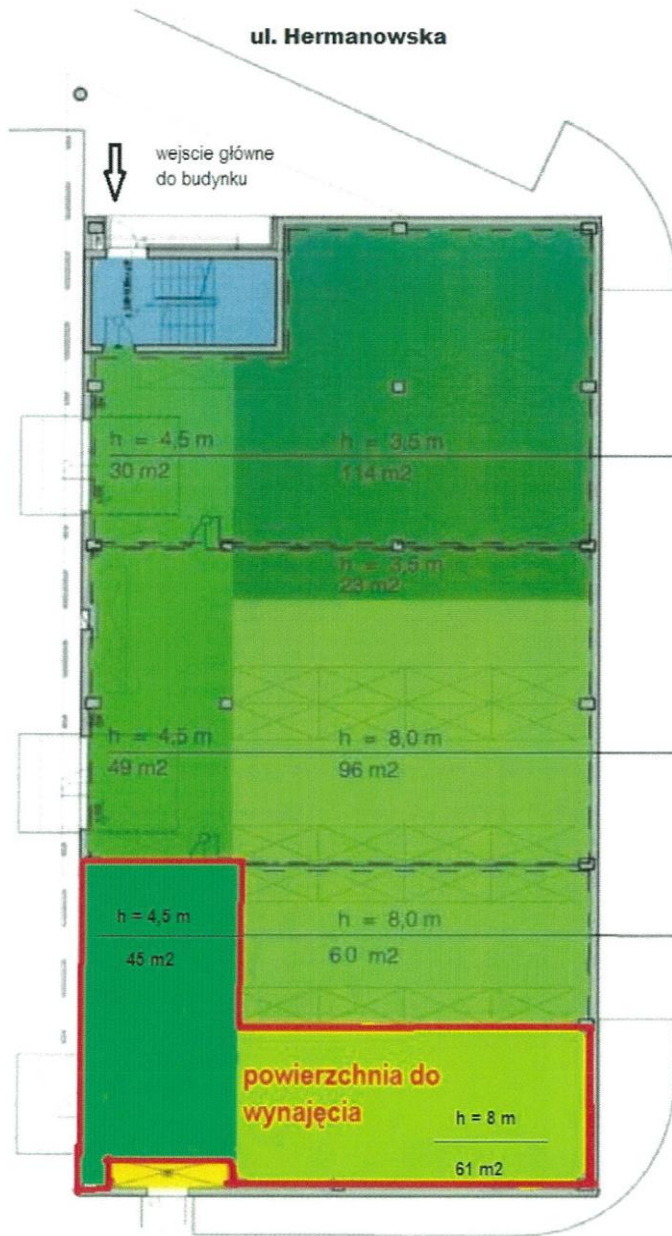 ul. Hermanowska
wejscie główne
do budynku
h = 4,5 m
30 m2
h = 3,5 m
114 m2
h = 3,5 m
23 m2
h = 4,5 m
49 m2
h = 8,0 m
96 m2
h = 4,5 m
45 m2
h = 8,0 m
60 m2
powierzchnia do
wynajęcia
h = 8 m
61 m2